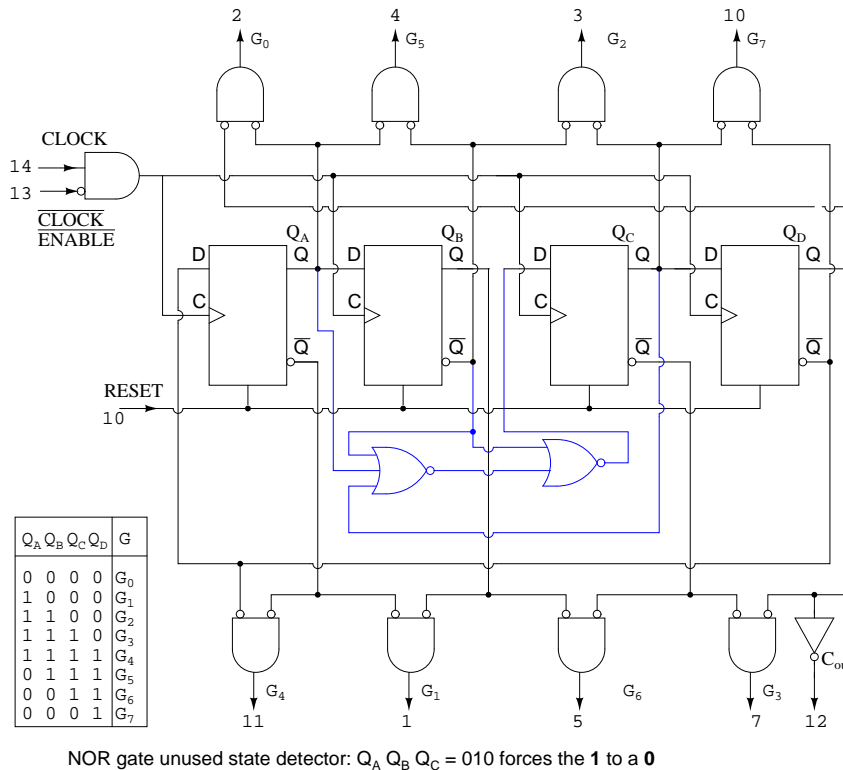 2 4 3 10
G0 G5 G2 G7
CLOCK
14
13
CLOCK
ENABLE
QA QB QC QD
D Q D Q D Q D Q
C C C C
Q Q Q Q
RESET
10
QA QB QC QD G
0 0 0 0 G0
1 0 0 0 G1
1 1 0 0 G2
1 1 1 0 G3
1 1 1 1 G4
0 1 1 1 G5
0 0 1 1 G6
0 0 0 1 G7
G4 G1 G6 G3 Cou
11 1 5 7 12
NOR gate unused state detector: QA QB QC = 010 forces the 1 to a 0